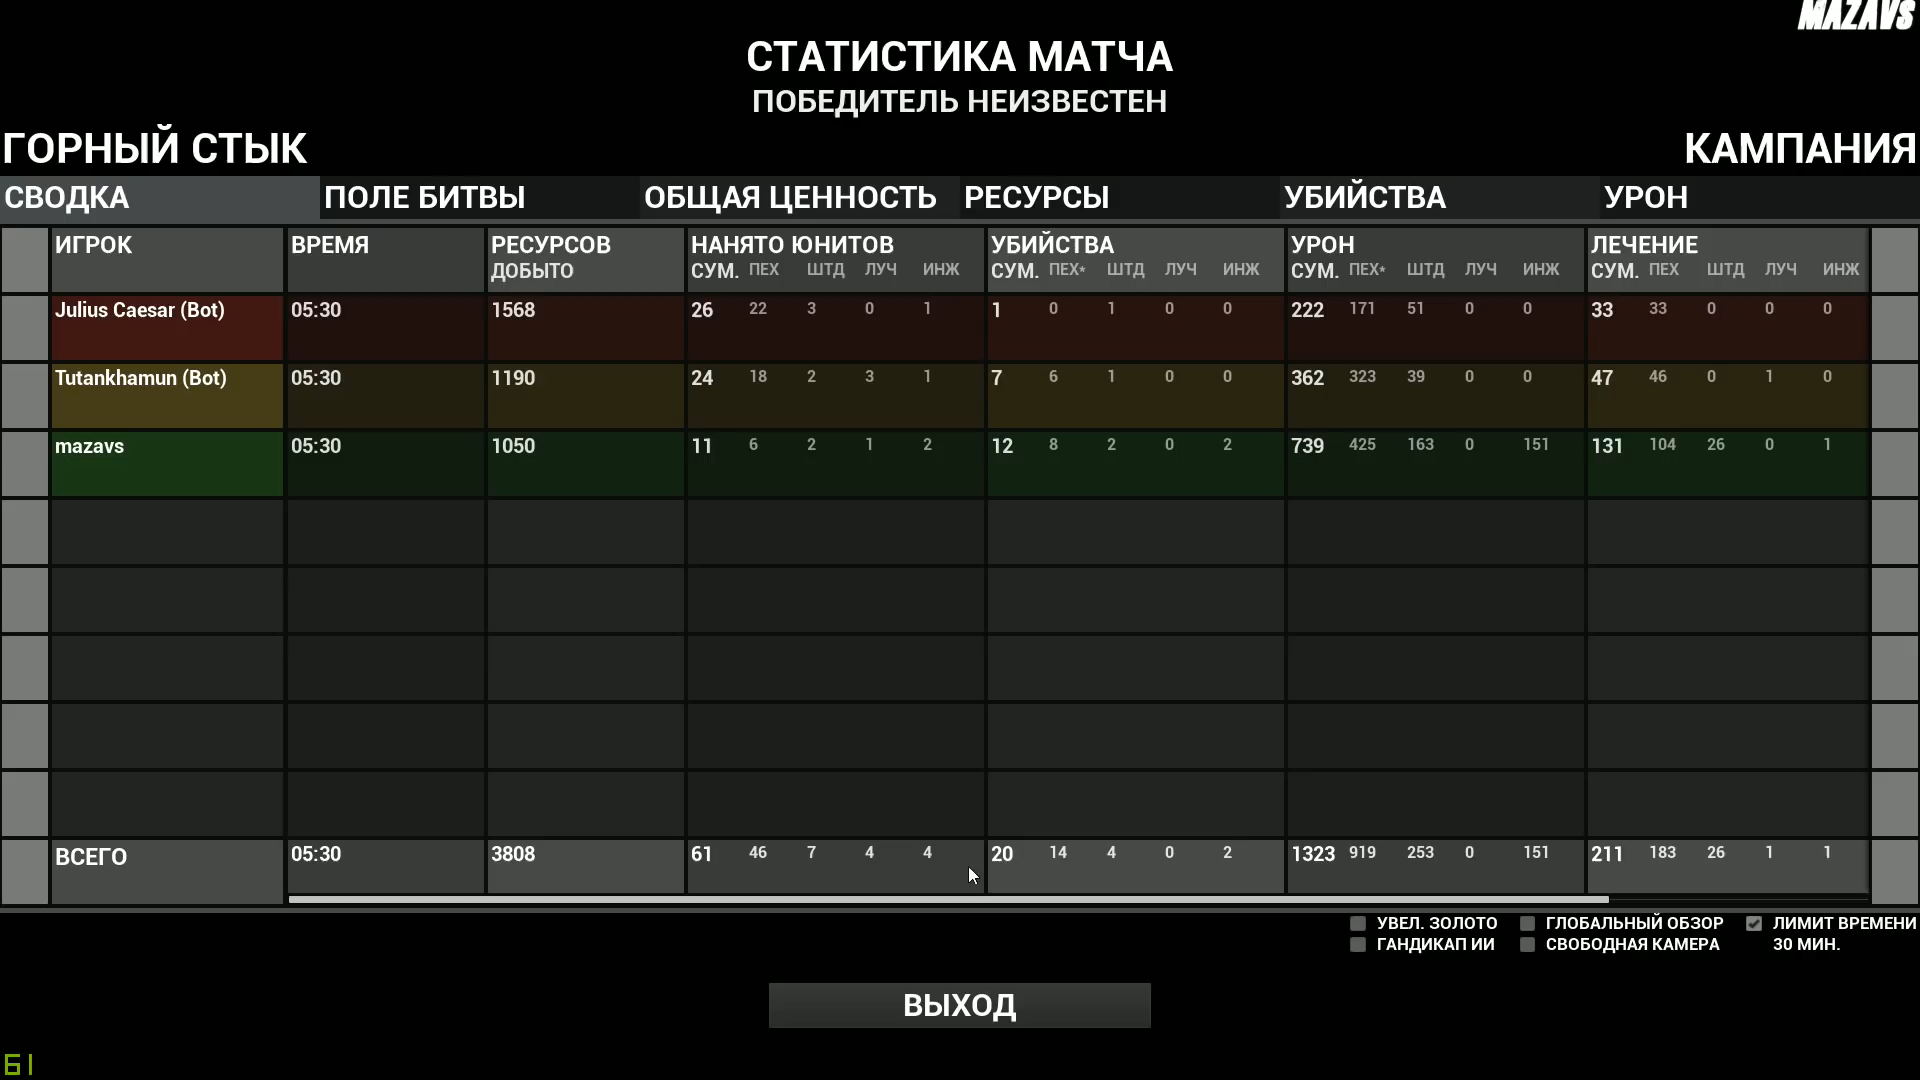 MAZAVS
СТАТИСТИКА МАТЧА
ПОБЕДИТЕЛЬ НЕИЗВЕСТЕН
ГОРНЫЙ СТЫК КАМПАНИЯ
СВОДКА ПОЛЕ БИТВЫ ОБЩАЯ ЦЕННОСТЬ РЕСУРСЫ УБИЙСТВА УРОН
ИГРОК ВРЕМЯ РЕСУРСОВ НАНЯТО ЮНИТОВ УБИЙСТВА УРОН ЛЕЧЕНИЕ
ДОБЫТО СУМ. ПЕХ ШТД ЛУЧ ИНЖ СУМ. ПЕХ* ШТД ЛУЧ ИНЖ СУМ. ПЕХ* ШТД ЛУЧ ИНЖ СУМ. ПЕХ ШТД ЛУЧ ИНЖ
Julius Caesar (Bot) 05:30 1568 26 22 3 0 1 1 0 1 0 0 222 171 51 0 0 33 33 0 0 0
Tutankhamun (Bot) 05:30 1190 24 18 2 3 1 7 6 1 0 0 362 323 39 0 0 47 46 0 1 0
mazavs 05:30 1050 11 6 2 1 2 12 8 2 0 2 739 425 163 0 151 131 104 26 0 1
ВСЕГО 05:30 3808 61 46 7 4 4 20 14 4 0 2 1323 919 253 0 151 211 183 26 1 1
УВЕЛ. ЗОЛОТО ГЛОБАЛЬНЫЙ ОБЗОР ЛИМИТ ВРЕМЕНИ
ГАНДИКАП ИИ СВОБОДНАЯ КАМЕРА 30 МИН.
ВЫХОД
61